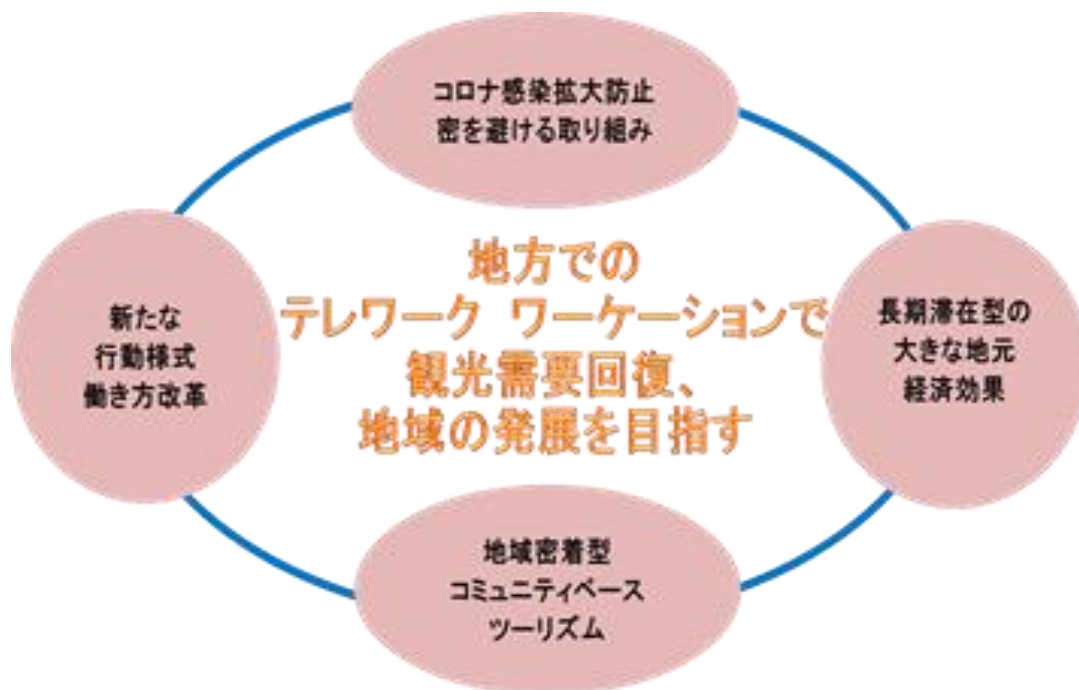 コロナ感染拡大防止
密を避ける取り組み
地方での
テレワーク ワーケーションで
観光需要回復、
地域の発展を目指す
新たな
行動様式
働き方改革
長期滞在型の
大きな地元
経済効果
地域密着型
コミュニティベース
ツーリズム